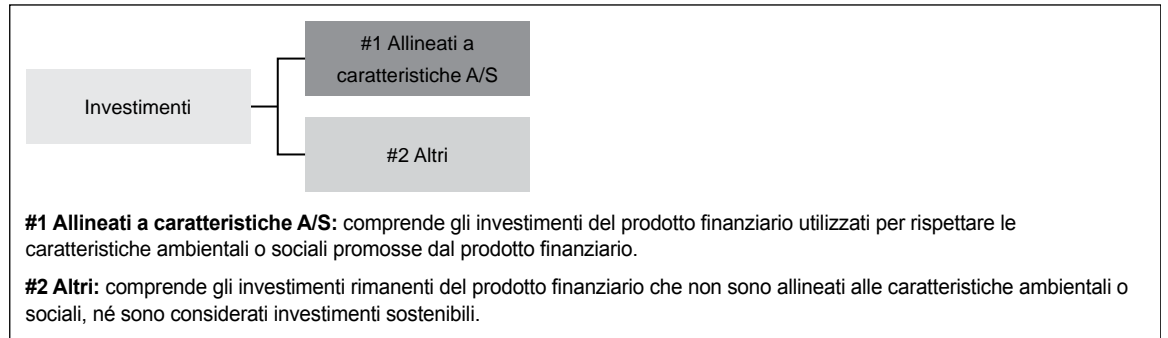 #1 Allineati a
caratteristiche A/S
Investimenti
#2 Altri
#1 Allineati a caratteristiche A/S: comprende gli investimenti del prodotto finanziario utilizzati per rispettare le
caratteristiche ambientali o sociali promosse dal prodotto finanziario.
#2 Altri: comprende gli investimenti rimanenti del prodotto finanziario che non sono allineati alle caratteristiche ambientali o
sociali, né sono considerati investimenti sostenibili.